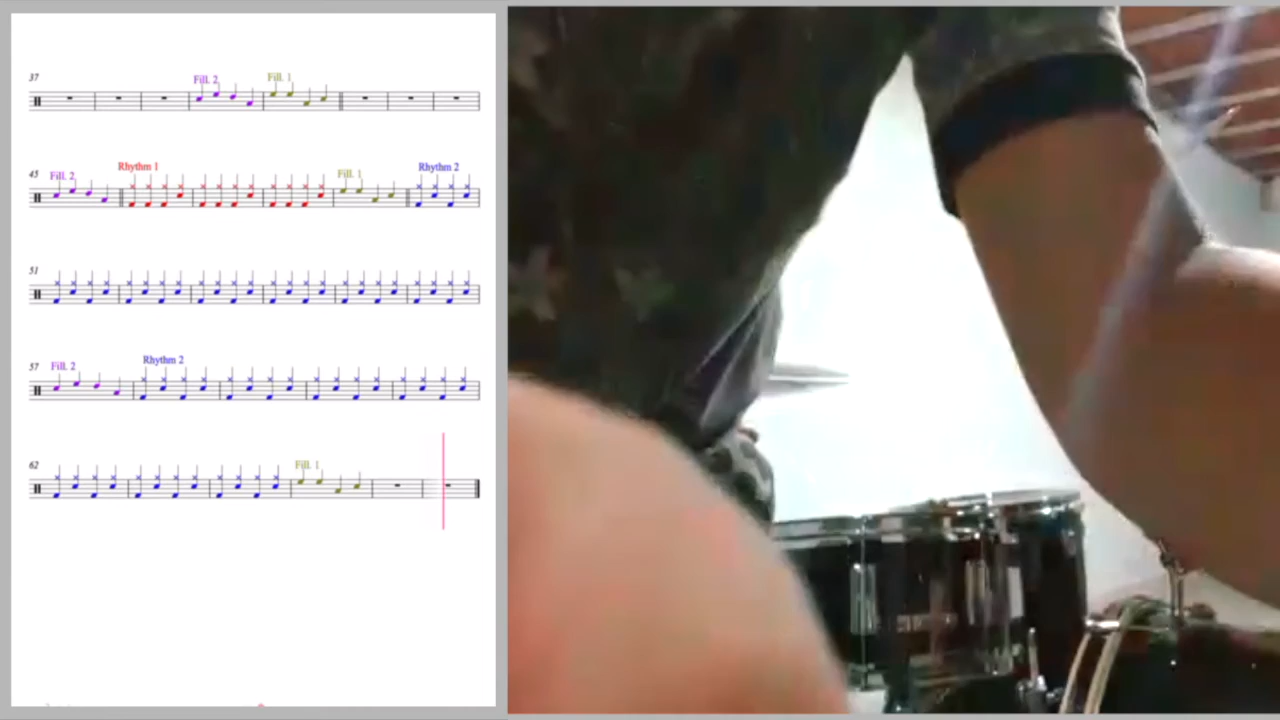 37 Fill. 2 Fill. 1
45 Fill. 2 Rhythm 1 Fill. 1 Rhythm 2
51
57 Fill. 2 Rhythm 2
62 Fill. 1